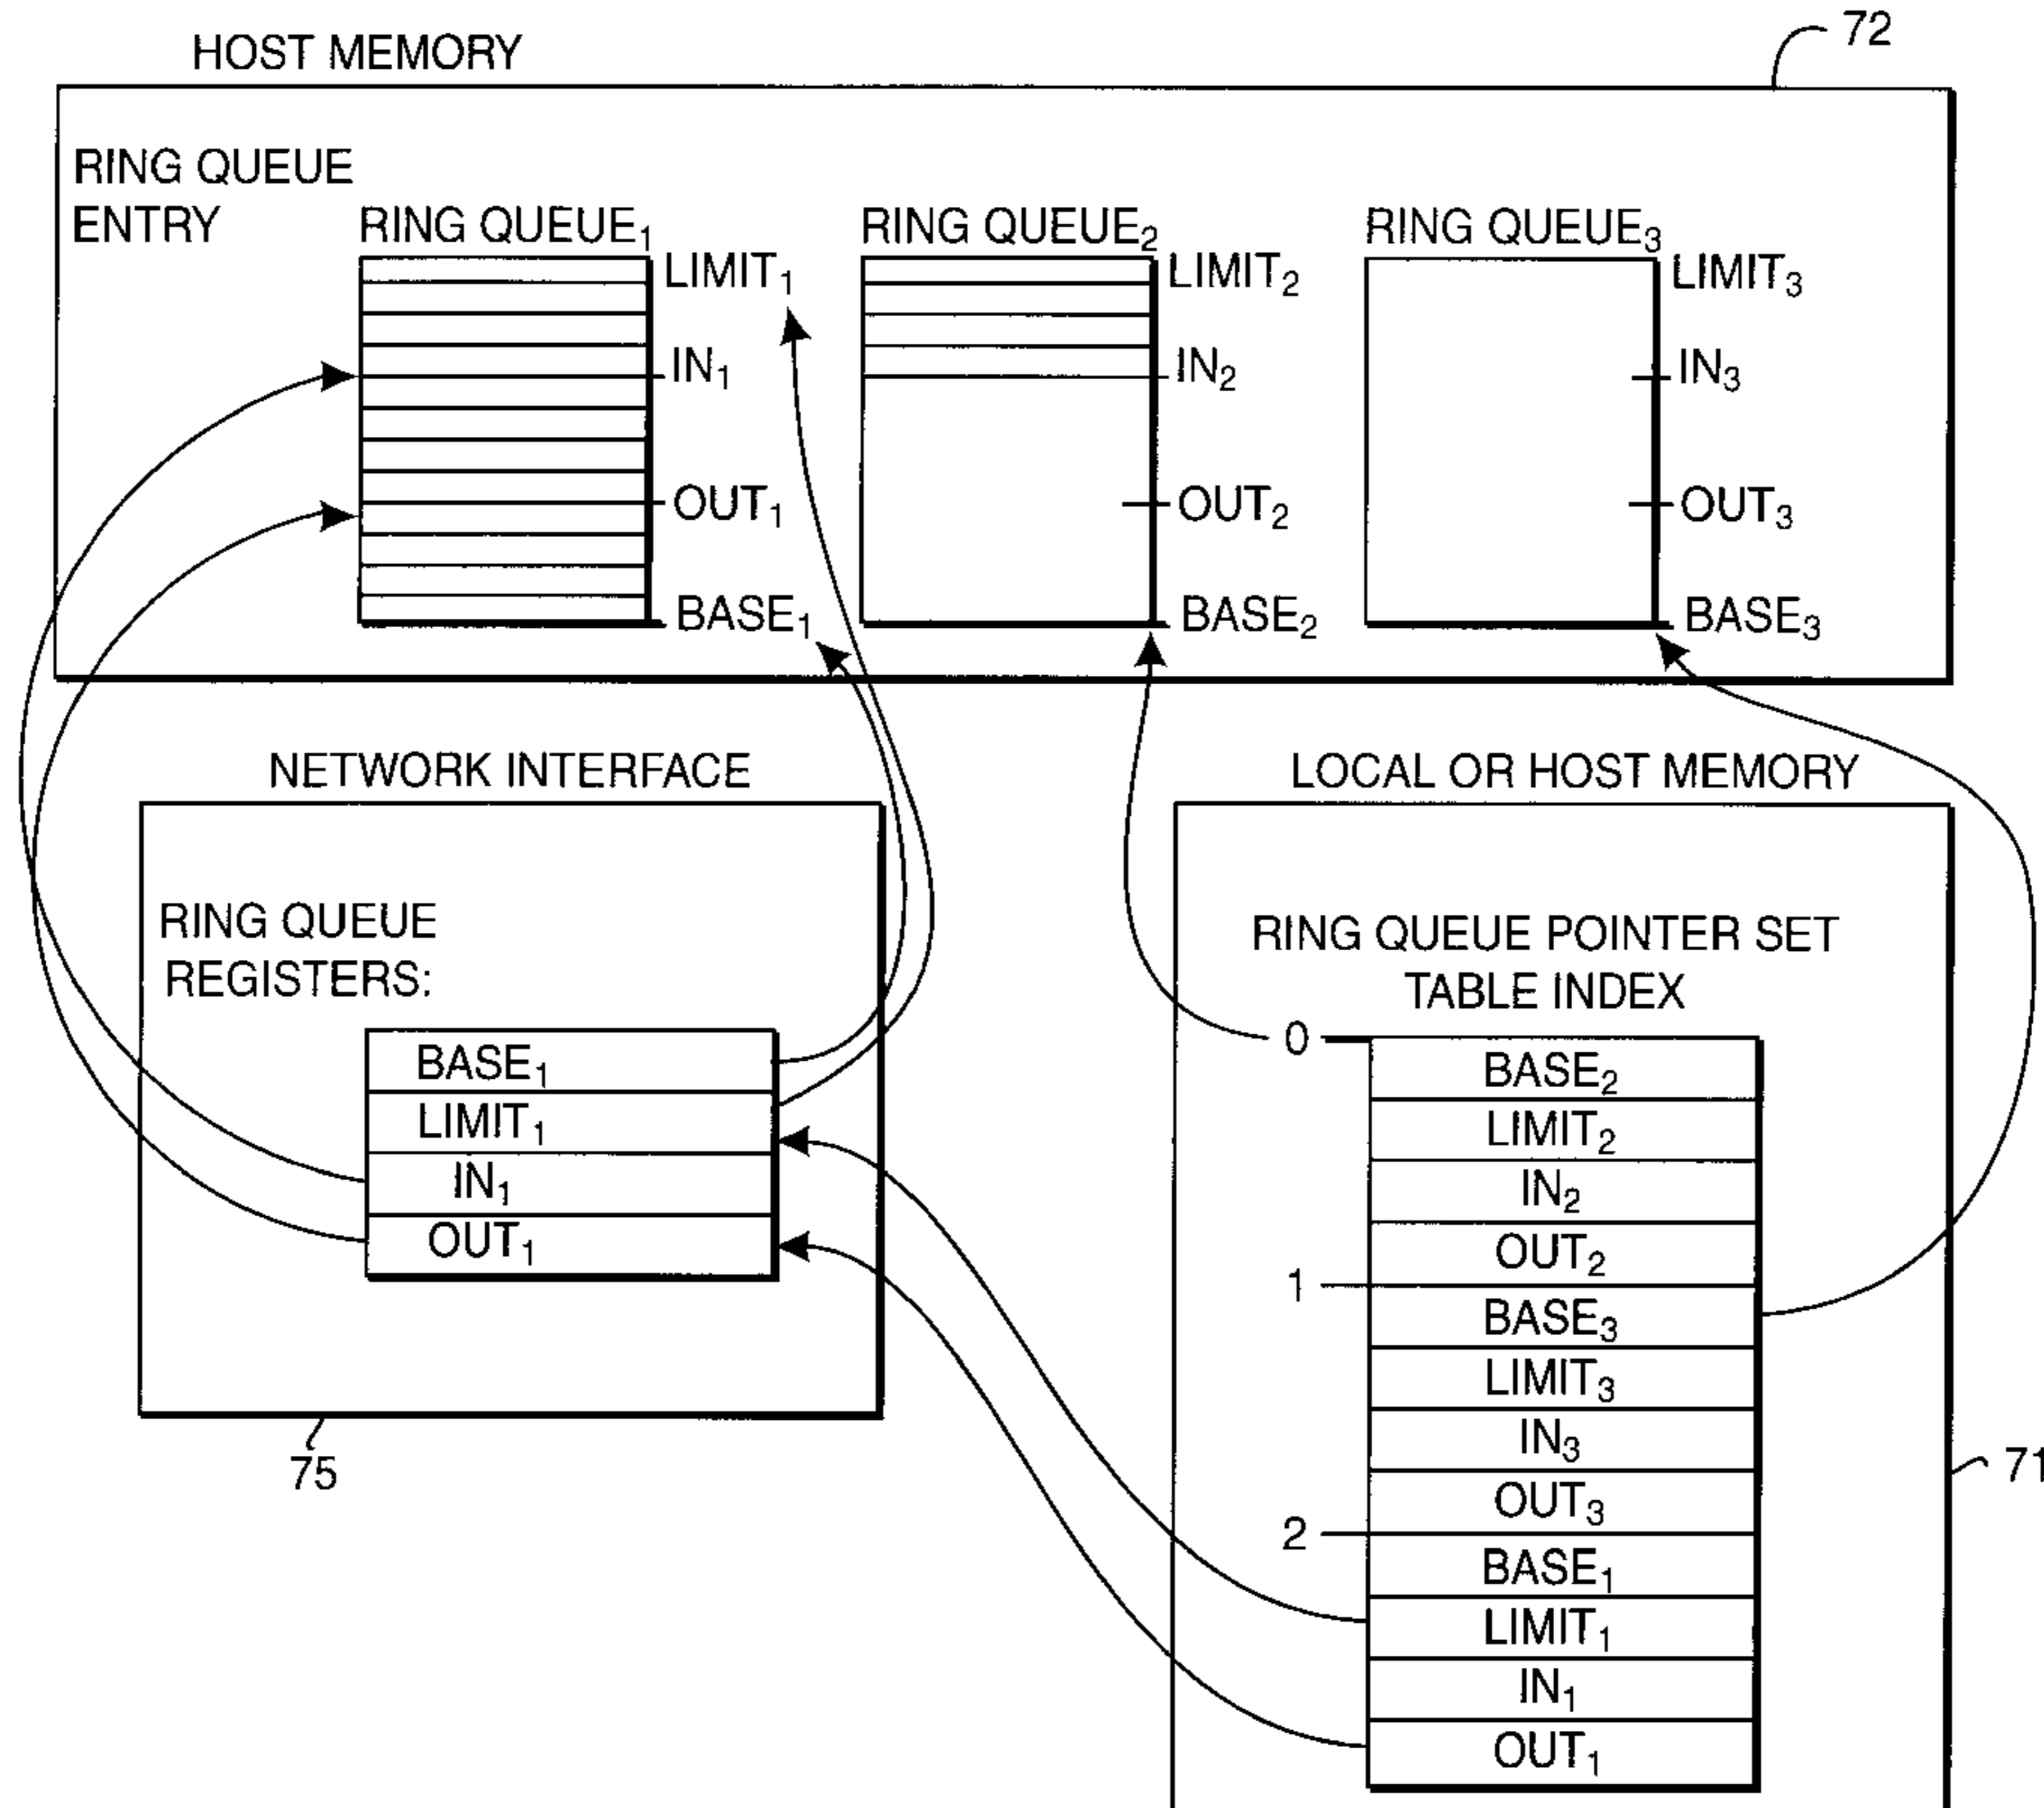 72
HOST MEMORY
RING QUEUE
ENTRY
RING QUEUE₁
LIMIT₁
IN₁
OUT₁
BASE₁
RING QUEUE₂
LIMIT₂
IN₂
OUT₂
BASE₂
RING QUEUE₃
LIMIT₃
IN₃
OUT₃
BASE₃
NETWORK INTERFACE
RING QUEUE
REGISTERS:
BASE₁
LIMIT₁
IN₁
OUT₁
75
LOCAL OR HOST MEMORY
RING QUEUE POINTER SET
TABLE INDEX
0
BASE₂
LIMIT₂
IN₂
OUT₂
1
BASE₃
LIMIT₃
IN₃
OUT₃
2
BASE₁
LIMIT₁
IN₁
OUT₁
71